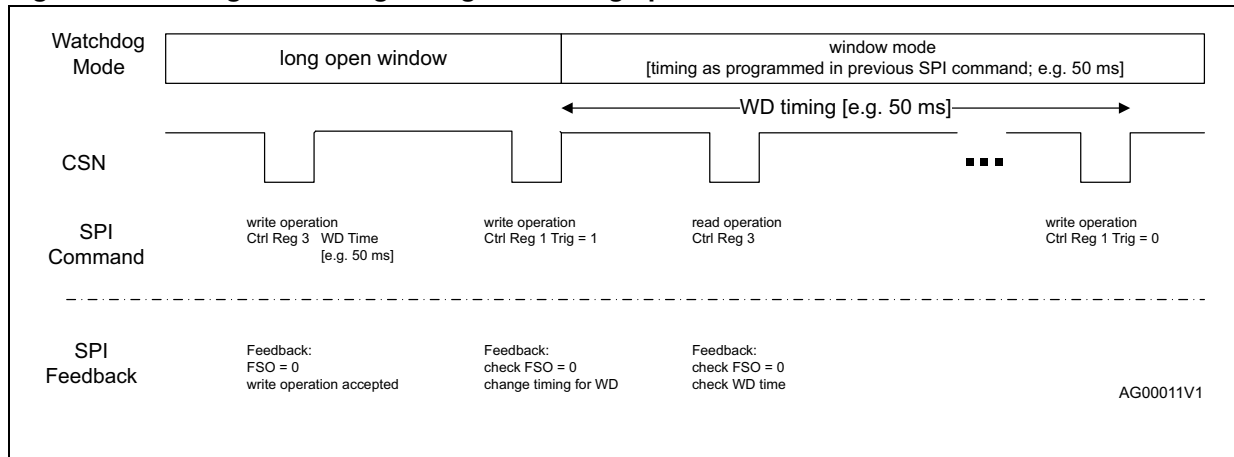 Watchdog
Mode
long open window
window mode
[timing as programmed in previous SPI command; e.g. 50 ms]
WD timing [e.g. 50 ms]
CSN
SPI
Command
write operation
Ctrl Reg 3 WD Time
[e.g. 50 ms]
write operation
Ctrl Reg 1 Trig = 1
read operation
Ctrl Reg 3
write operation
Ctrl Reg 1 Trig = 0
SPI
Feedback
Feedback:
FSO = 0
write operation accepted
Feedback:
check FSO = 0
change timing for WD
Feedback:
check FSO = 0
check WD time
AG00011V1